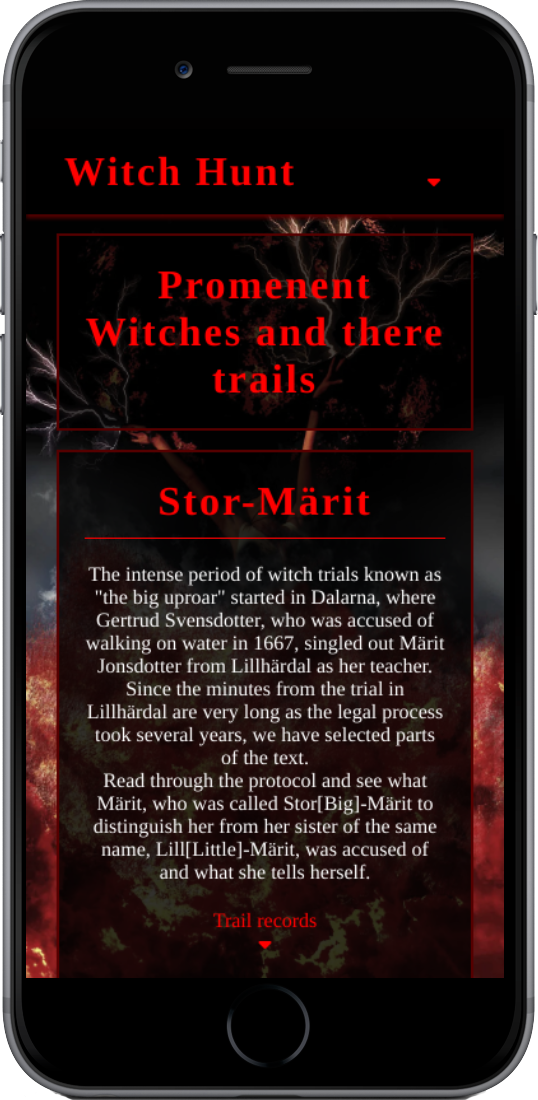 Witch Hunt
Promenent
Witches and there
trails
Stor-Märit
The intense period of witch trials known as
"the big uproar" started in Dalarna, where
Gertrud Svensdotter, who was accused of
walking on water in 1667, singled out Märit
Jonsdotter from Lillhärdal as her teacher.
Since the minutes from the trial in
Lillhärdal are very long as the legal process
took several years, we have selected parts
of the text.
Read through the protocol and see what
Märit, who was called Stor[Big]-Märit to
distinguish her from her sister of the same
name, Lill[Little]-Märit, was accused of
and what she tells herself.
Trail records